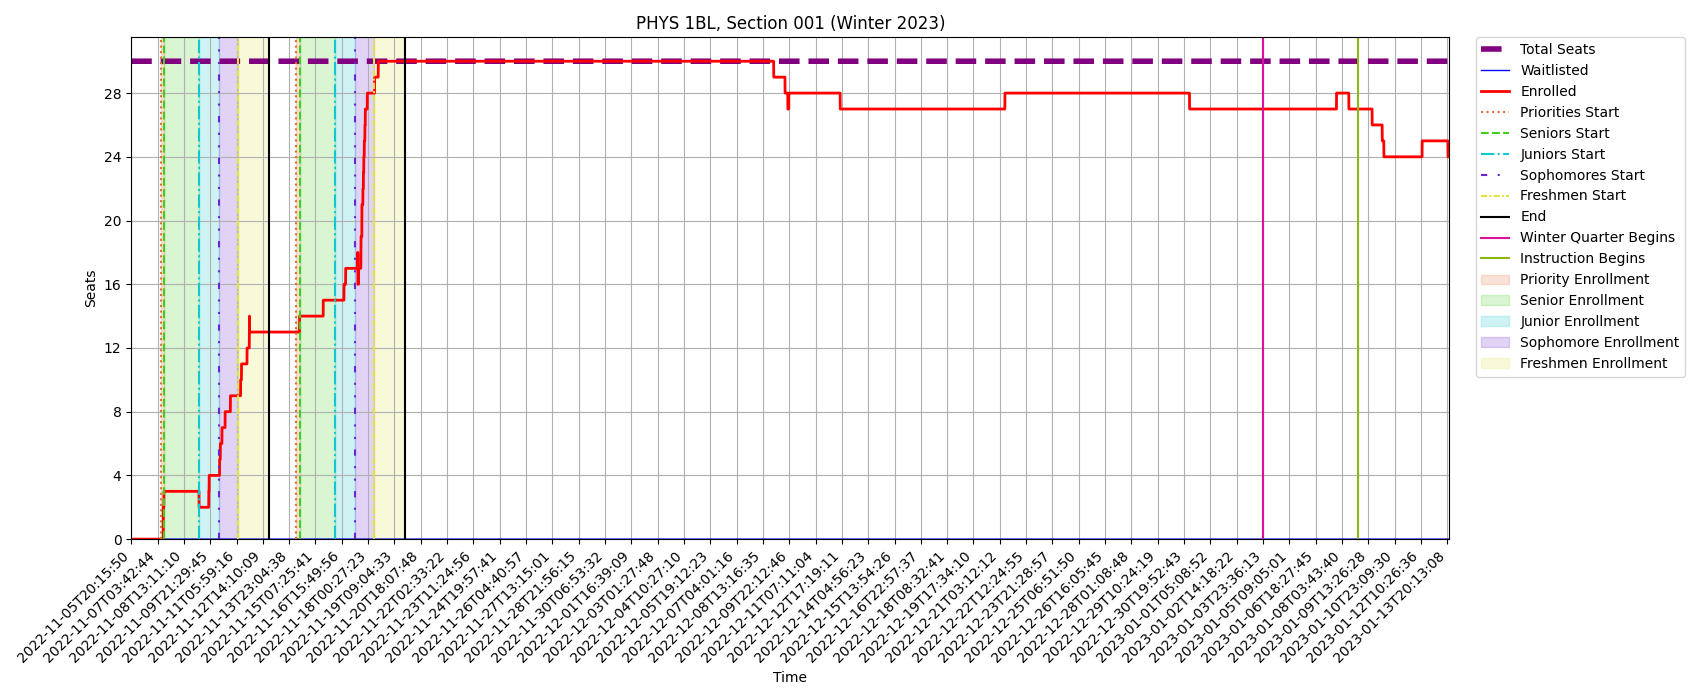 PHYS 1BL, Section 001 (Winter 2023)
Seats
28
24
20
16
12
8
4
0
2022-11-05T20:15:50
2022-11-07T03:42:44
2022-11-08T13:11:10
2022-11-09T21:29:45
2022-11-11T05:59:16
2022-11-12T14:10:09
2022-11-13T23:04:38
2022-11-15T07:25:41
2022-11-16T15:49:56
2022-11-18T00:27:23
2022-11-19T09:04:33
2022-11-20T18:07:48
2022-11-22T02:33:22
2022-11-23T11:24:56
2022-11-24T19:57:41
2022-11-26T04:40:57
2022-11-27T13:15:01
2022-11-28T21:56:15
2022-11-30T06:53:32
2022-12-01T16:39:09
2022-12-03T01:27:48
2022-12-04T10:27:10
2022-12-05T19:12:23
2022-12-07T04:01:16
2022-12-08T13:16:35
2022-12-09T22:12:46
2022-12-11T07:11:04
2022-12-12T17:19:11
2022-12-14T04:56:23
2022-12-15T13:54:26
2022-12-16T22:57:37
2022-12-18T08:32:41
2022-12-19T17:34:10
2022-12-21T03:12:12
2022-12-22T12:24:55
2022-12-23T21:28:57
2022-12-25T06:51:50
2022-12-26T16:05:45
2022-12-28T01:08:48
2022-12-29T10:24:19
2022-12-30T19:52:43
2023-01-01T05:08:52
2023-01-02T14:18:22
2023-01-03T23:36:13
2023-01-05T09:05:01
2023-01-06T18:27:45
2023-01-08T03:43:40
2023-01-09T13:26:28
2023-01-10T23:09:30
2023-01-12T10:26:36
2023-01-13T20:13:08
Time
Total Seats
Waitlisted
Enrolled
Priorities Start
Seniors Start
Juniors Start
Sophomores Start
Freshmen Start
End
Winter Quarter Begins
Instruction Begins
Priority Enrollment
Senior Enrollment
Junior Enrollment
Sophomore Enrollment
Freshmen Enrollment